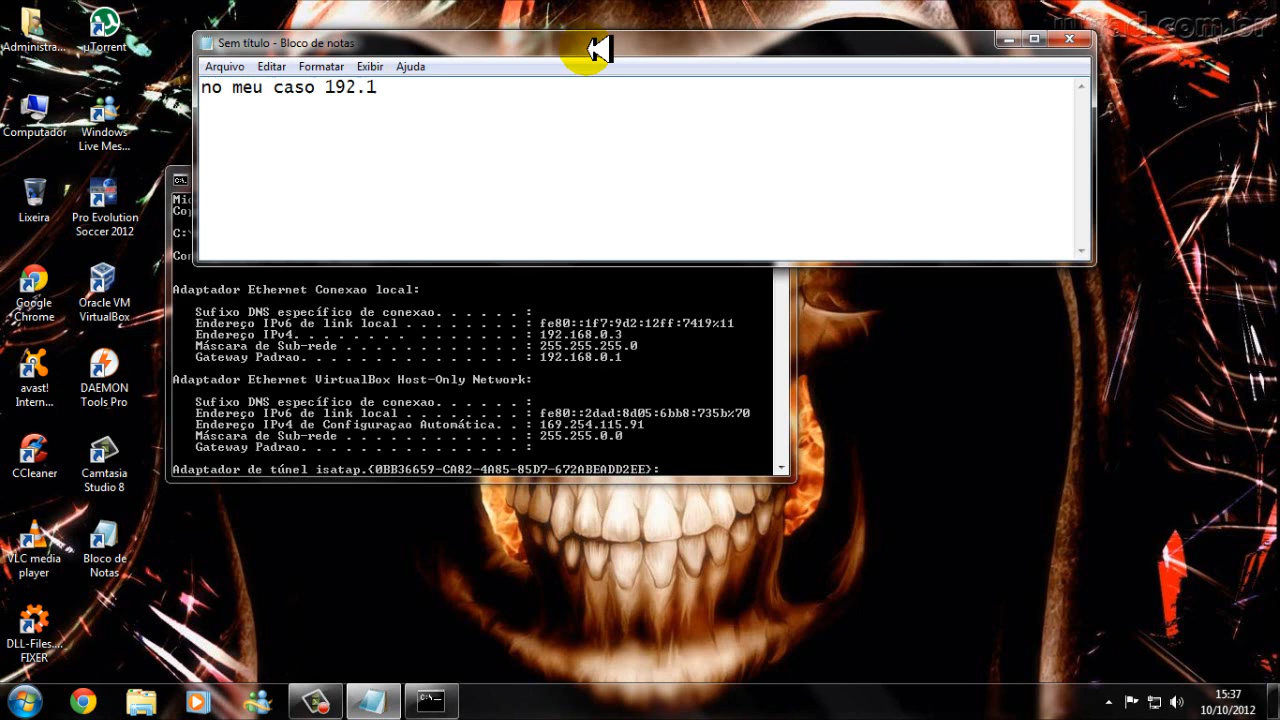 Administra...
uTorrent
Computador
Windows
Live Mes...
Lixeira
Pro Evolution
Soccer 2012
Google
Chrome
Oracle VM
VirtualBox
avast!
Intern...
DAEMON
Tools Pro
CCleaner
Camtasia
Studio 8
VLC media
player
Bloco de
Notas
DLL-Files....
FIXER
Sem título - Bloco de notas
Arquivo Editar Formatar Exibir Ajuda
no meu caso 192.1
C:\
Adaptador Ethernet Conexao local:
Sufixo DNS específico de conexao. . . . . . :
Endereço IPv6 de link local . . . . . . . . : fe80::1f7:9d2:12ff:7419%11
Endereço IPv4. . . . . . . . . . . . . . . : 192.168.0.3
Máscara de Sub-rede . . . . . . . . . . . . : 255.255.255.0
Gateway Padrao. . . . . . . . . . . . . . . : 192.168.0.1
Adaptador Ethernet VirtualBox Host-Only Network:
Sufixo DNS específico de conexao. . . . . . :
Endereço IPv6 de link local . . . . . . . . : fe80::2dad:8d05:6bb8:735b%70
Endereço IPv4 de Configuraçao Automática. . : 169.254.115.91
Máscara de Sub-rede . . . . . . . . . . . . : 255.255.0.0
Gateway Padrao. . . . . . . . . . . . . . . :
Adaptador de túnel isatap.{0BB36659-CA82-4A85-85D7-672ABEADD2EE}:
15:37
10/10/2012